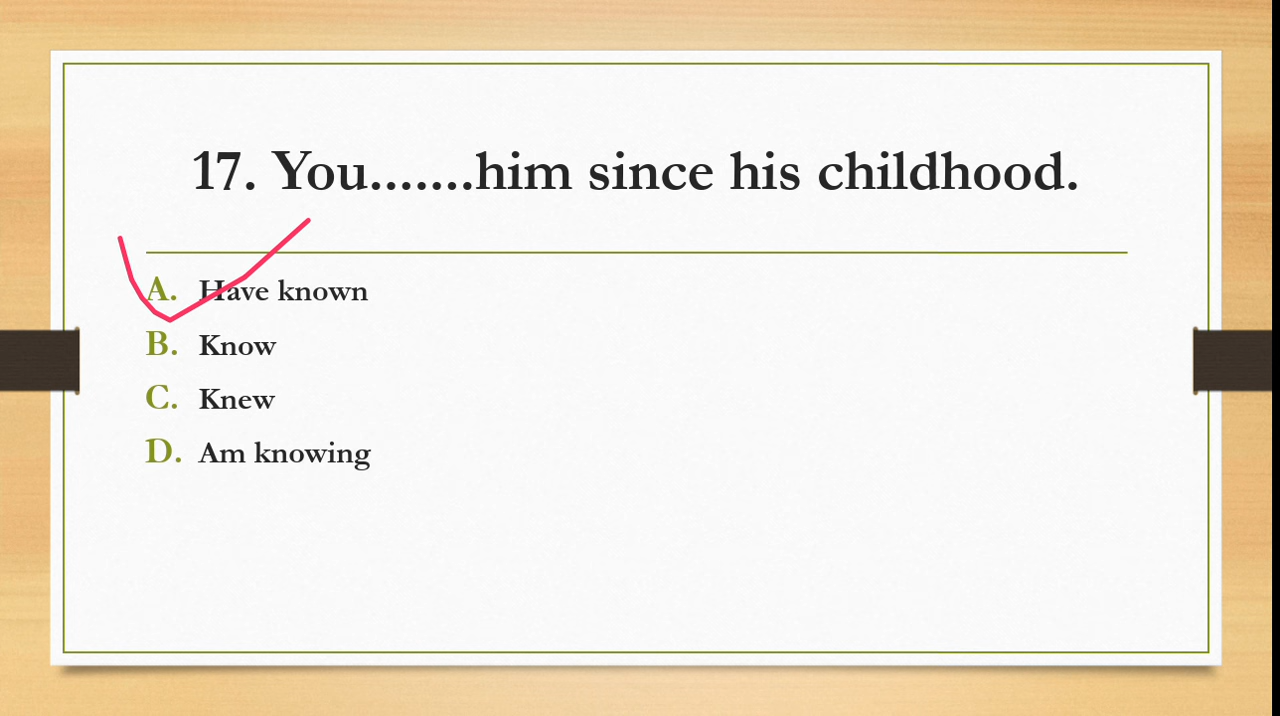 17. You.......him since his childhood.
A. Have known
B. Know
C. Knew
D. Am knowing